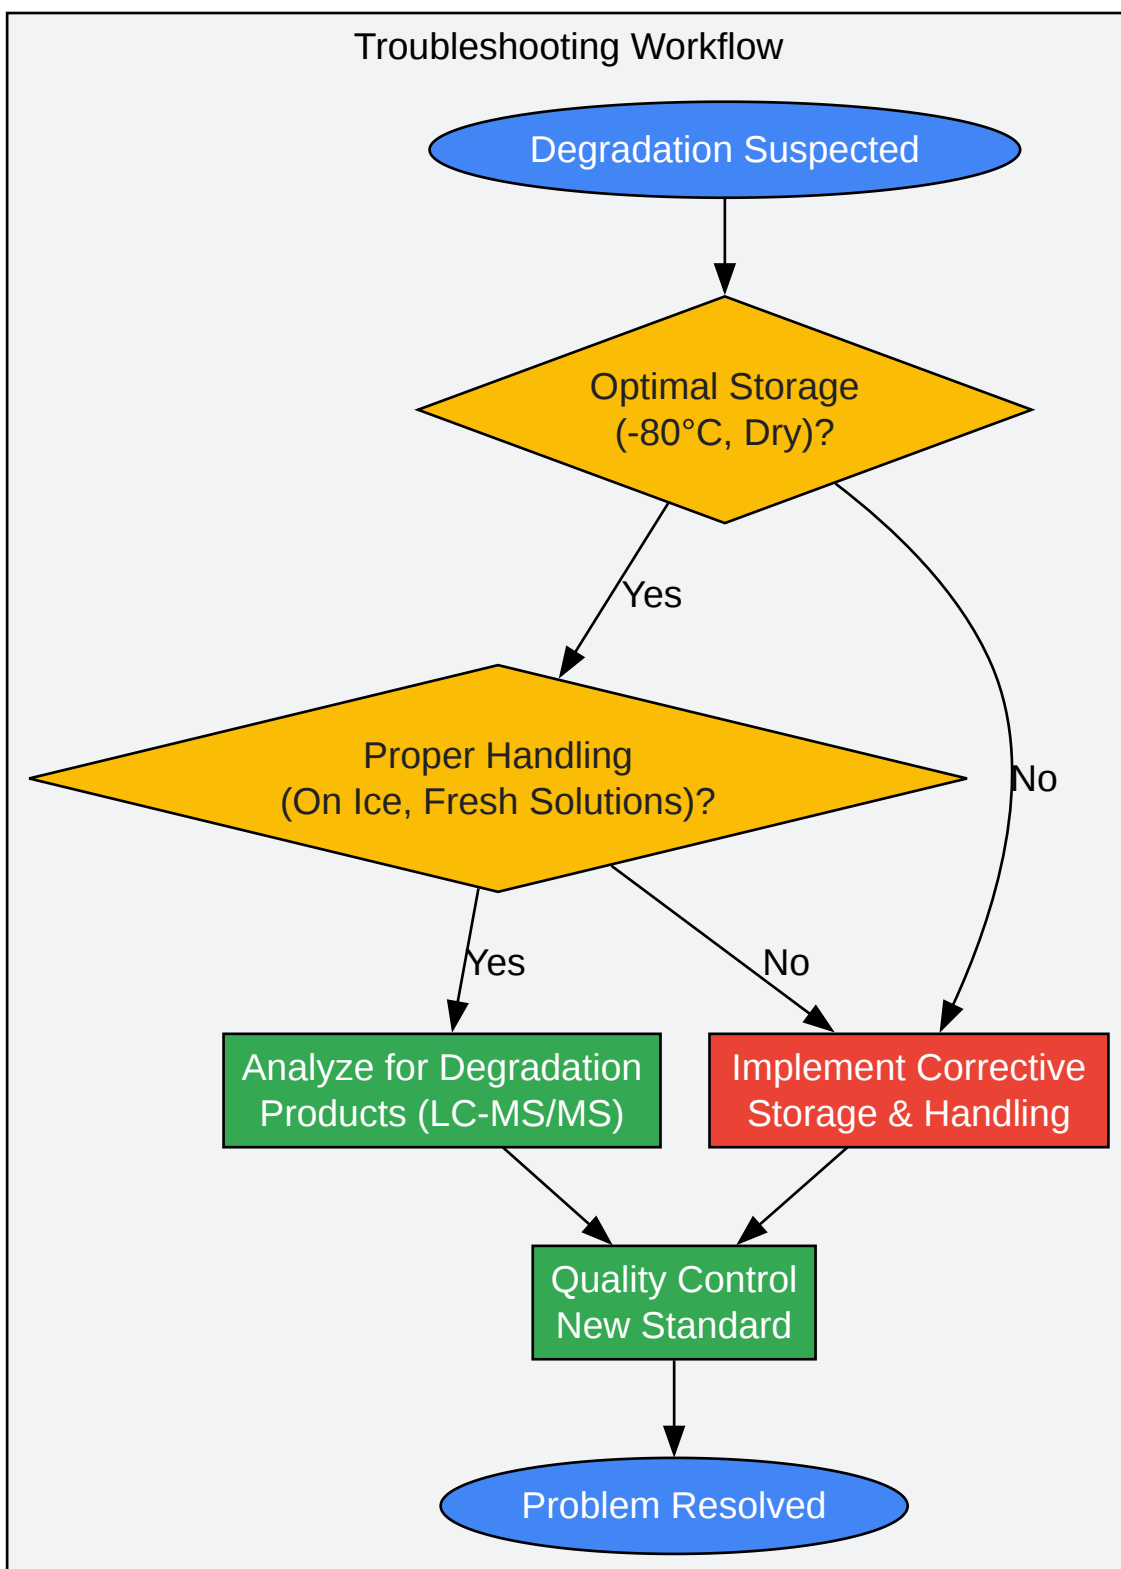 Troubleshooting Workflow
Degradation Suspected
Optimal Storage
(-80°C, Dry)?
Yes
Proper Handling
(On Ice, Fresh Solutions)?
No
Yes
No
Analyze for Degradation
Products (LC-MS/MS)
Implement Corrective
Storage & Handling
Quality Control
New Standard
Problem Resolved